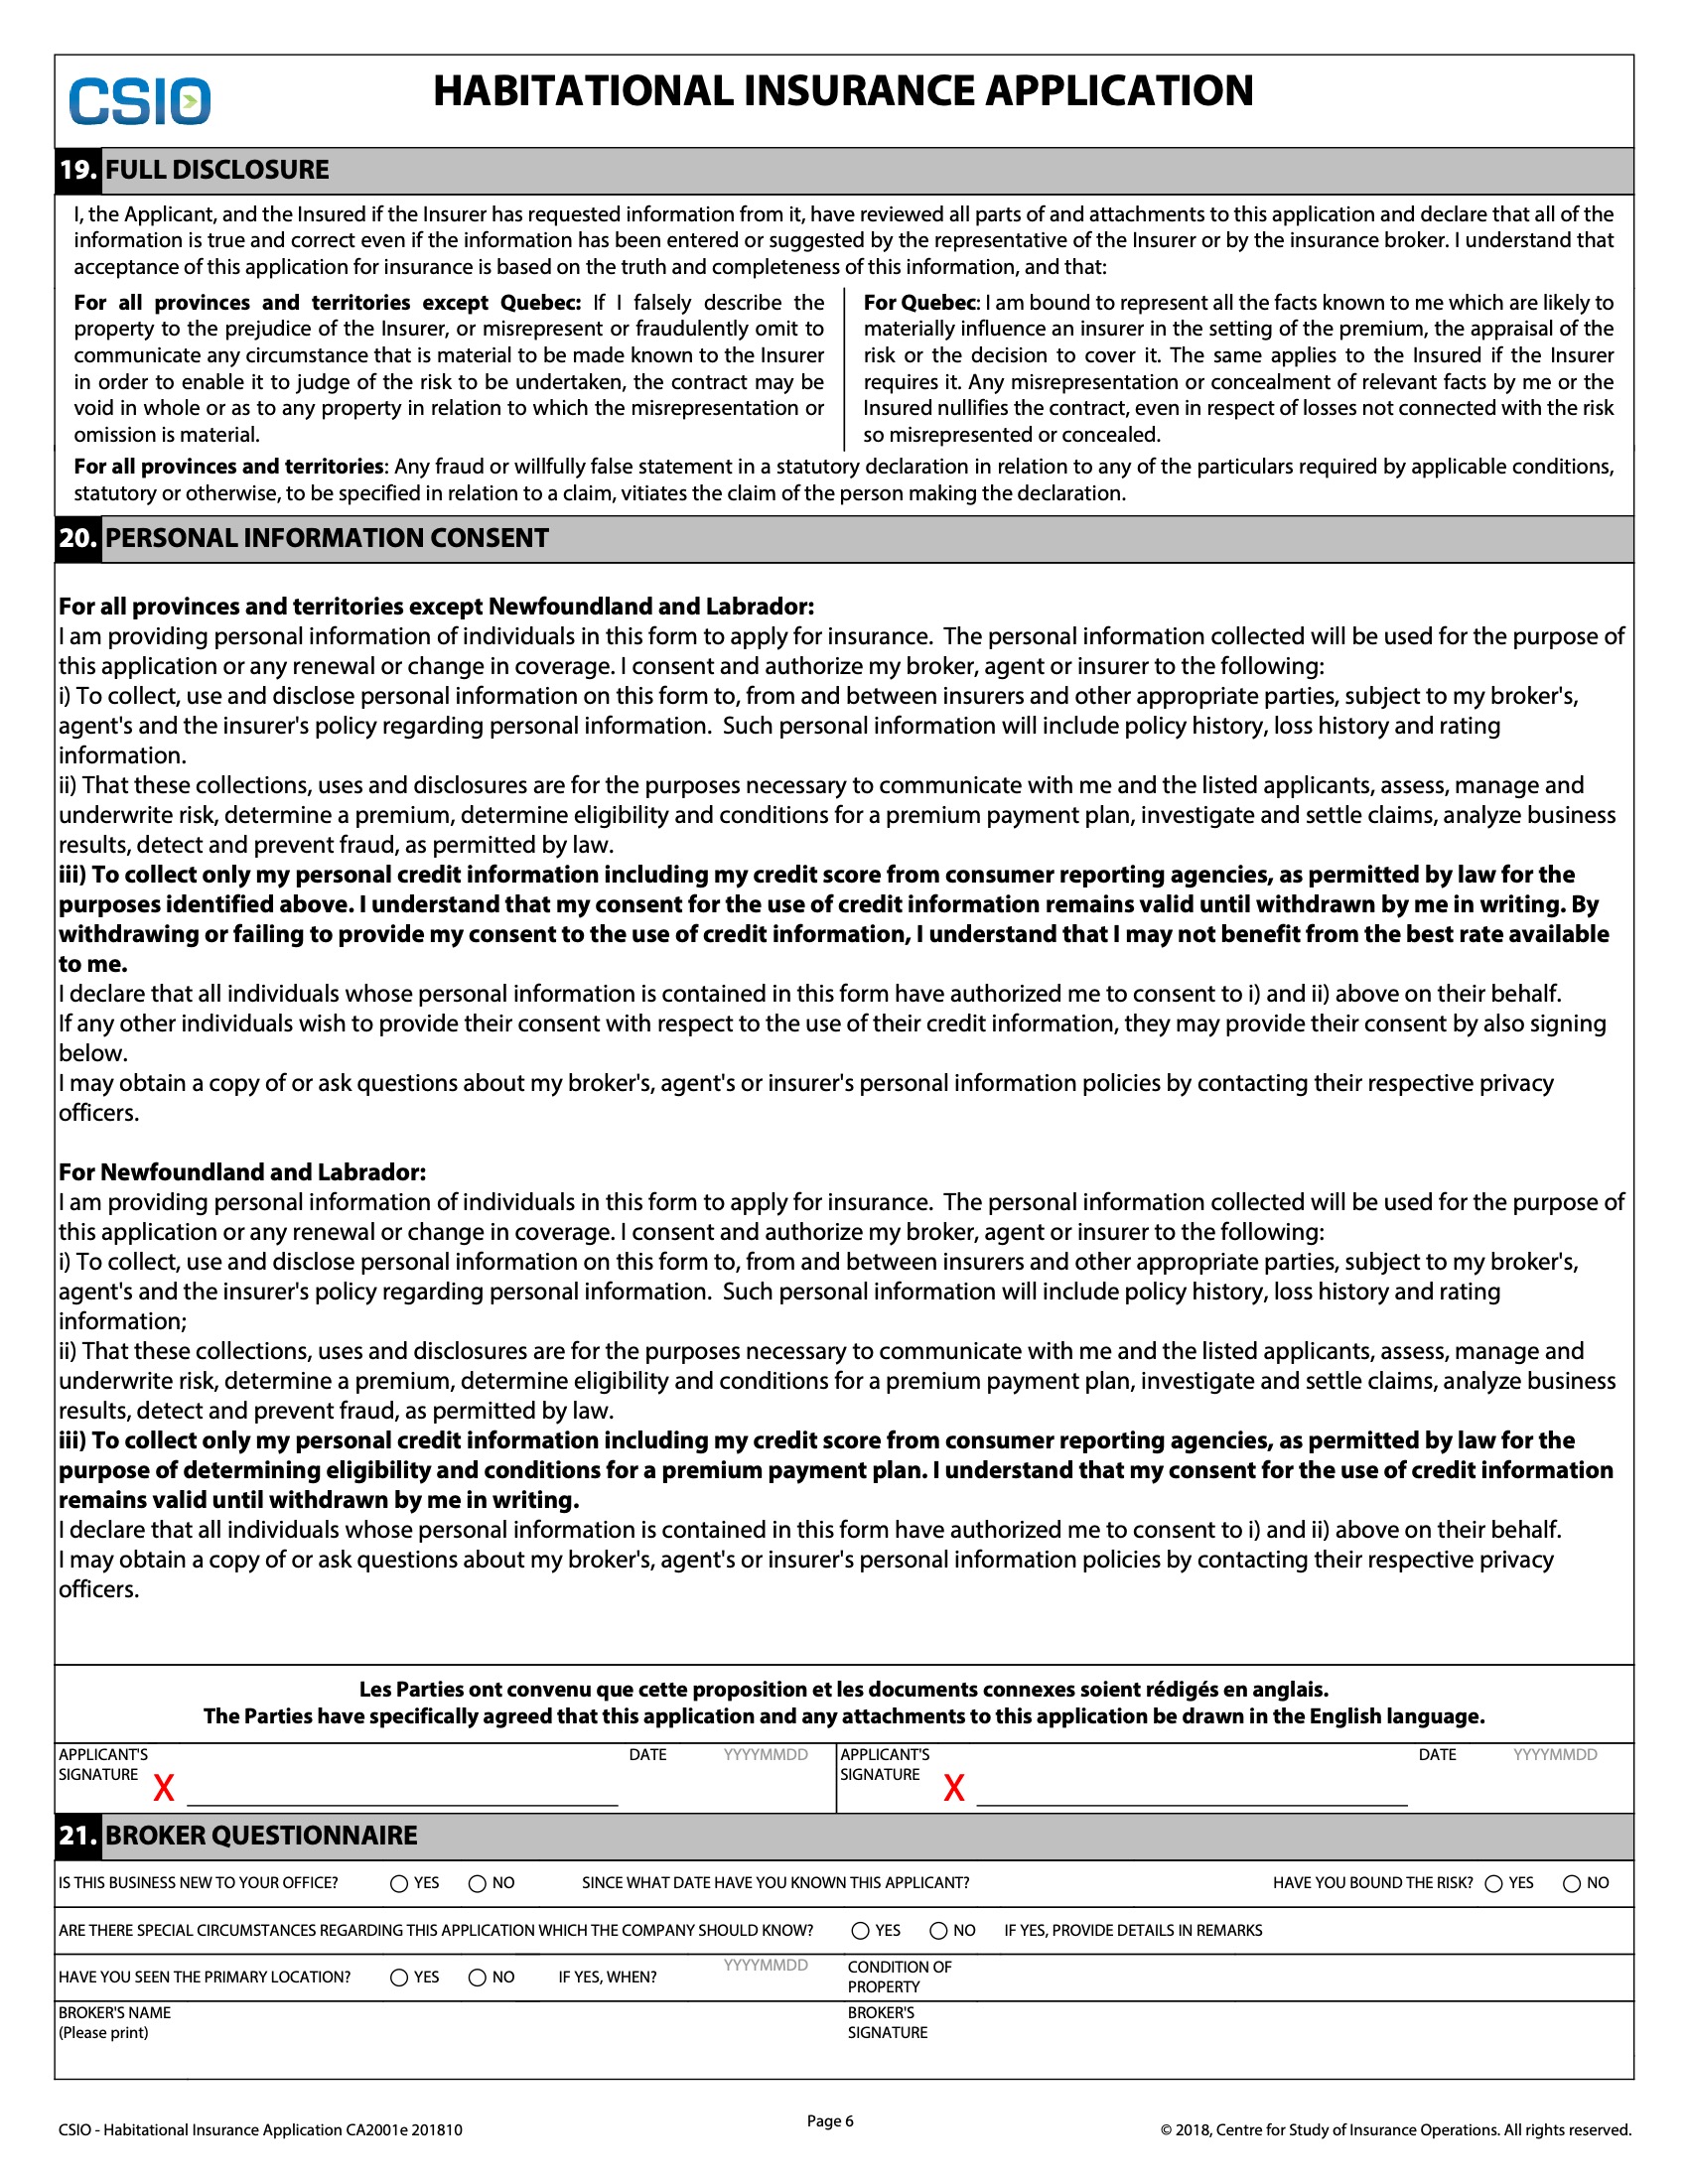 CSIO
HABITATIONAL INSURANCE APPLICATION
19. FULL DISCLOSURE
I, the Applicant, and the Insured if the Insurer has requested information from it, have reviewed all parts of and attachments to this application and declare that all of the
information is true and correct even if the information has been entered or suggested by the representative of the Insurer or by the insurance broker. I understand that
acceptance of this application for insurance is based on the truth and completeness of this information, and that:
For all provinces and territories except Quebec: If I falsely describe the
property to the prejudice of the Insurer, or misrepresent or fraudulently omit to
communicate any circumstance that is material to be made known to the Insurer
in order to enable it to judge of the risk to be undertaken, the contract may be
void in whole or as to any property in relation to which the misrepresentation or
omission is material.
For Quebec: I am bound to represent all the facts known to me which are likely to
materially influence an insurer in the setting of the premium, the appraisal of the
risk or the decision to cover it. The same applies to the Insured if the Insurer
requires it. Any misrepresentation or concealment of relevant facts by me or the
Insured nullifies the contract, even in respect of losses not connected with the risk
so misrepresented or concealed.
For all provinces and territories: Any fraud or willfully false statement in a statutory declaration in relation to any of the particulars required by applicable conditions,
statutory or otherwise, to be specified in relation to a claim, vitiates the claim of the person making the declaration.
20. PERSONAL INFORMATION CONSENT
For all provinces and territories except Newfoundland and Labrador:
I am providing personal information of individuals in this form to apply for insurance.  The personal information collected will be used for the purpose of
this application or any renewal or change in coverage. I consent and authorize my broker, agent or insurer to the following:
i) To collect, use and disclose personal information on this form to, from and between insurers and other appropriate parties, subject to my broker's,
agent's and the insurer's policy regarding personal information.  Such personal information will include policy history, loss history and rating
information.
ii) That these collections, uses and disclosures are for the purposes necessary to communicate with me and the listed applicants, assess, manage and
underwrite risk, determine a premium, determine eligibility and conditions for a premium payment plan, investigate and settle claims, analyze business
results, detect and prevent fraud, as permitted by law.
iii) To collect only my personal credit information including my credit score from consumer reporting agencies, as permitted by law for the
purposes identified above. I understand that my consent for the use of credit information remains valid until withdrawn by me in writing. By
withdrawing or failing to provide my consent to the use of credit information, I understand that I may not benefit from the best rate available
to me.
I declare that all individuals whose personal information is contained in this form have authorized me to consent to i) and ii) above on their behalf.
If any other individuals wish to provide their consent with respect to the use of their credit information, they may provide their consent by also signing
below.
I may obtain a copy of or ask questions about my broker's, agent's or insurer's personal information policies by contacting their respective privacy
officers.
For Newfoundland and Labrador:
I am providing personal information of individuals in this form to apply for insurance.  The personal information collected will be used for the purpose of
this application or any renewal or change in coverage. I consent and authorize my broker, agent or insurer to the following:
i) To collect, use and disclose personal information on this form to, from and between insurers and other appropriate parties, subject to my broker's,
agent's and the insurer's policy regarding personal information.  Such personal information will include policy history, loss history and rating
information;
ii) That these collections, uses and disclosures are for the purposes necessary to communicate with me and the listed applicants, assess, manage and
underwrite risk, determine a premium, determine eligibility and conditions for a premium payment plan, investigate and settle claims, analyze business
results, detect and prevent fraud, as permitted by law.
iii) To collect only my personal credit information including my credit score from consumer reporting agencies, as permitted by law for the
purpose of determining eligibility and conditions for a premium payment plan. I understand that my consent for the use of credit information
remains valid until withdrawn by me in writing.
I declare that all individuals whose personal information is contained in this form have authorized me to consent to i) and ii) above on their behalf.
I may obtain a copy of or ask questions about my broker's, agent's or insurer's personal information policies by contacting their respective privacy
officers.
Les Parties ont convenu que cette proposition et les documents connexes soient rédigés en anglais.
The Parties have specifically agreed that this application and any attachments to this application be drawn in the English language.
APPLICANT'S
SIGNATURE X
DATE YYYYMMDD
APPLICANT'S
SIGNATURE X
DATE YYYYMMDD
21. BROKER QUESTIONNAIRE
IS THIS BUSINESS NEW TO YOUR OFFICE? YES NO SINCE WHAT DATE HAVE YOU KNOWN THIS APPLICANT? HAVE YOU BOUND THE RISK? YES NO
ARE THERE SPECIAL CIRCUMSTANCES REGARDING THIS APPLICATION WHICH THE COMPANY SHOULD KNOW? YES NO IF YES, PROVIDE DETAILS IN REMARKS
HAVE YOU SEEN THE PRIMARY LOCATION? YES NO IF YES, WHEN? YYYYMMDD
CONDITION OF
PROPERTY
BROKER'S NAME
(Please print)
BROKER'S
SIGNATURE
CSIO - Habitational Insurance Application CA2001e 201810
Page 6
© 2018, Centre for Study of Insurance Operations. All rights reserved.